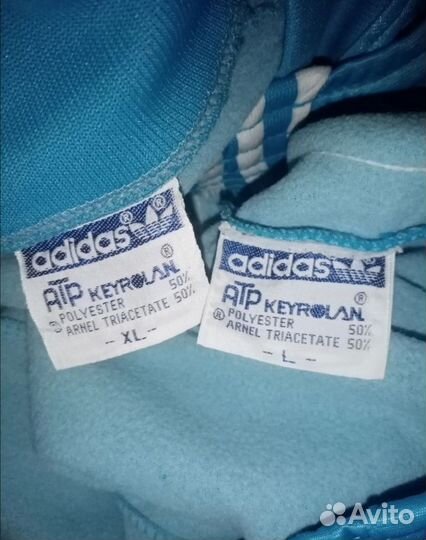 adidas®
ATP KEYROLAN®
POLYESTER 50%
® ARNEL TRIACETATE 50%
- XL -
adidas®
ATP KEYROLAN®
POLYESTER 50%
® ARNEL TRIACETATE 50%
- L -
Avito